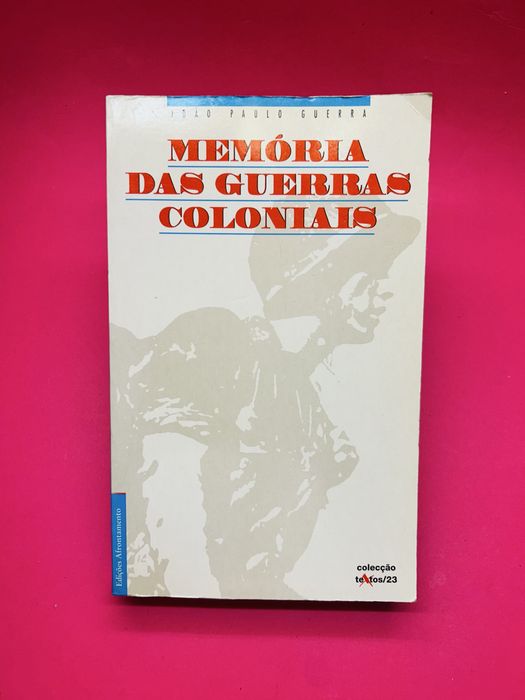 JOÃO PAULO GUERRA
MEMÓRIA
DAS GUERRAS
COLONIAIS
Edições Afrontamento
colecção
textos/23